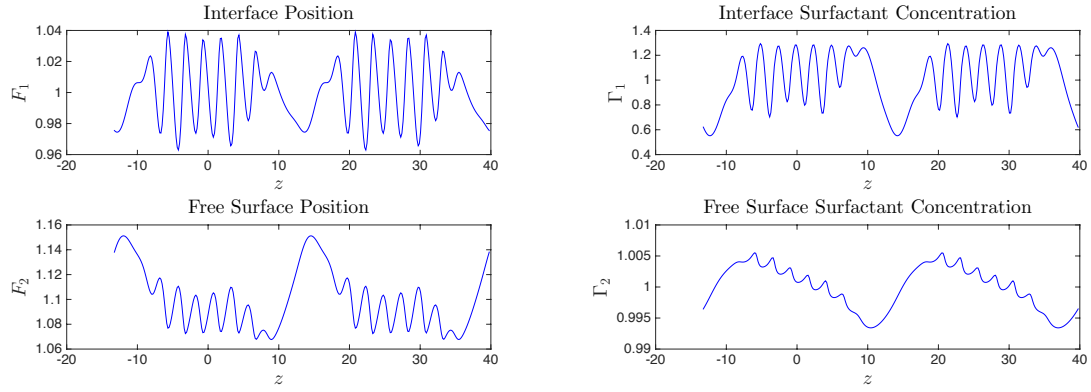 Interface Position
1.04
1.02
1
0.98
0.96
F₁
-20 -10 0 10 20 30 40
z
Interface Surfactant Concentration
1.4
1.2
1
0.8
0.6
0.4
Γ₁
-20 -10 0 10 20 30 40
z
Free Surface Position
1.16
1.14
1.12
1.1
1.08
1.06
F₂
-20 -10 0 10 20 30 40
z
Free Surface Surfactant Concentration
1.01
1.005
1
0.995
0.99
Γ₂
-20 -10 0 10 20 30 40
z